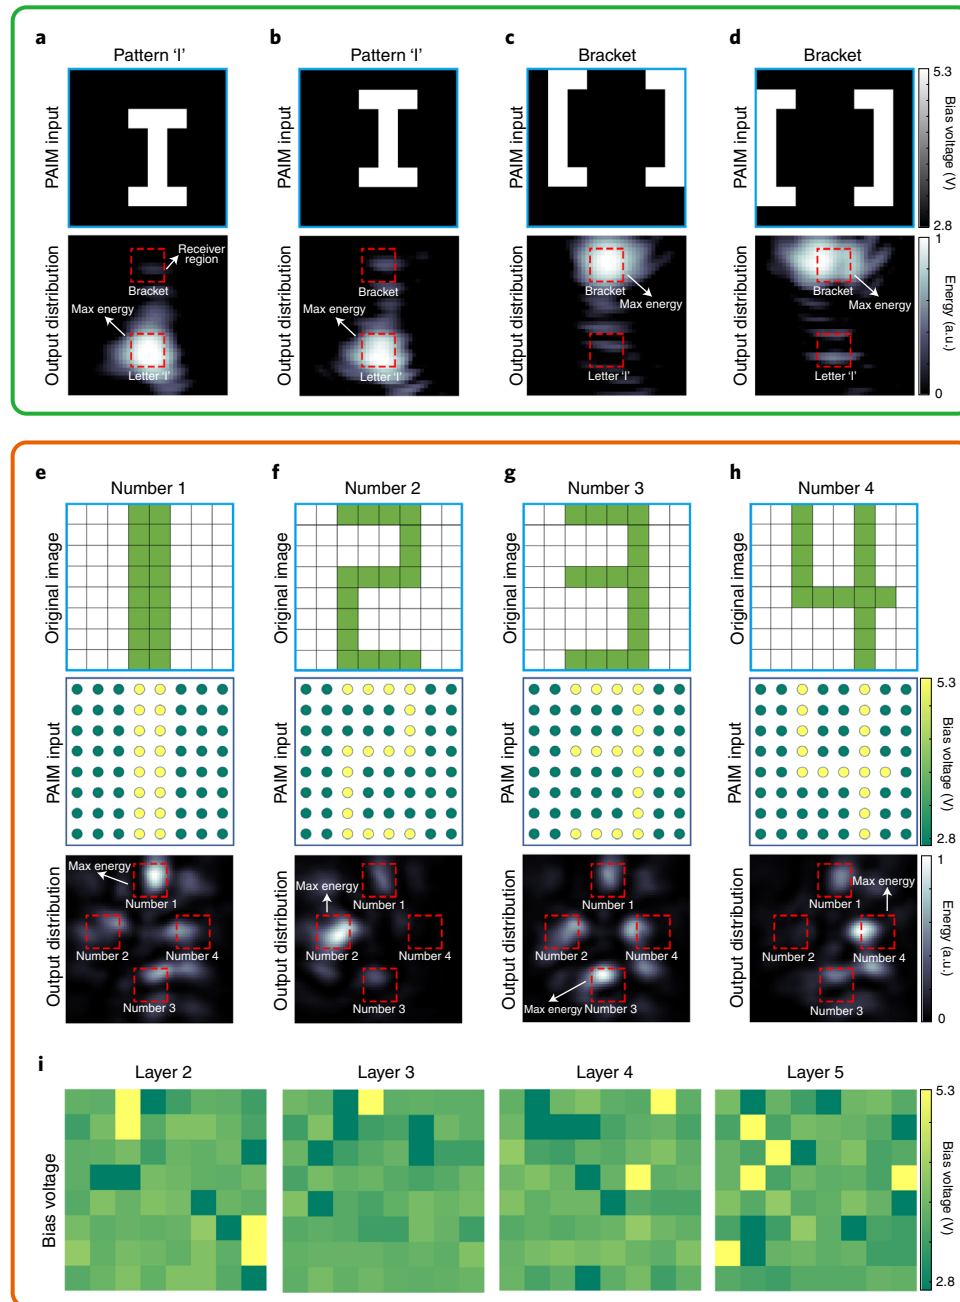 a
Pattern ‘I’
b
Pattern ‘I’
c
Bracket
d
Bracket
PAIM input
PAIM input
PAIM input
PAIM input
5.3
Bias voltage (V)
2.8
Output distribution
Receiver
region
Bracket
Max energy
Letter ‘I’
Output distribution
Bracket
Max energy
Letter ‘I’
Output distribution
Bracket
Max energy
Letter ‘I’
Output distribution
Bracket
Max energy
Letter ‘I’
1
Energy (a.u.)
0
e
Number 1
f
Number 2
g
Number 3
h
Number 4
Original image
Original image
Original image
Original image
PAIM input
PAIM input
PAIM input
PAIM input
5.3
Bias voltage (V)
2.8
Output distribution
Max energy
Number 1
Number 2
Number 4
Number 3
Output distribution
Max energy
Number 1
Number 2
Number 4
Number 3
Output distribution
Number 1
Number 2
Number 4
Max energy
Number 3
Output distribution
Max energy
Number 1
Number 2
Number 4
Number 3
1
Energy (a.u.)
0
i
Layer 2
Layer 3
Layer 4
Layer 5
Bias voltage
5.3
Bias voltage (V)
2.8